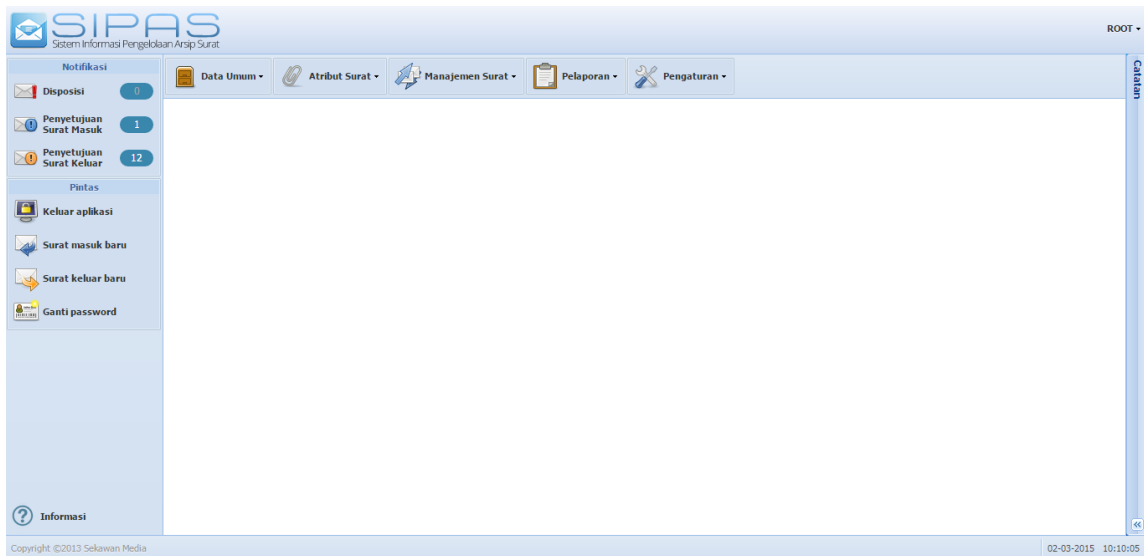 SIPAS
Sistem Informasi Pengelolaan Arsip Surat
ROOT
Notifikasi
Disposisi 0
Penyetujuan
Surat Masuk 1
Penyetujuan
Surat Keluar 12
Pintas
Keluar aplikasi
Surat masuk baru
Surat keluar baru
Ganti password
Informasi
Data Umum Atribut Surat Manajemen Surat Pelaporan Pengaturan
Catatan
Copyright ©2013 Sekawan Media
02-03-2015 10:10:05